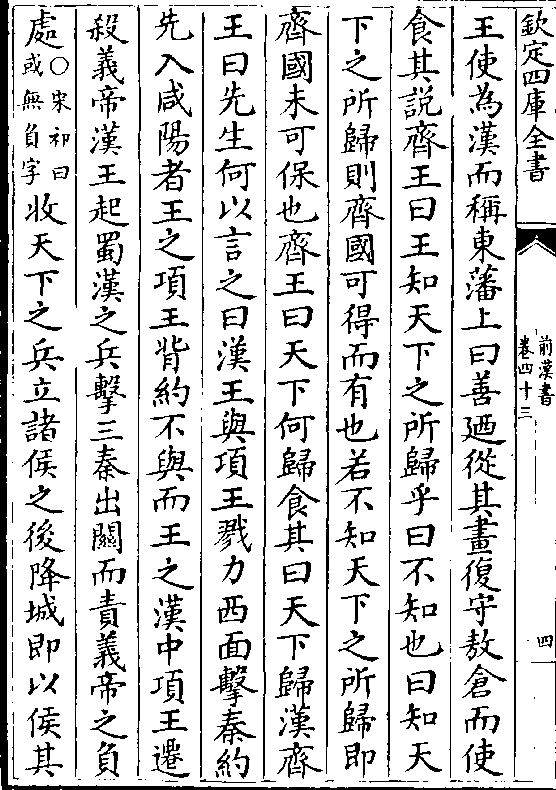 欽定四庫全書
前漢書
卷四十三
四
王使為漢而稱東藩上曰善迺從其畫復守敖倉而使
食其說齊王曰王知天下之所歸乎曰不知也曰知天
下之所歸則齊國可得而有也若不知天下之所歸即
齊國未可保也齊王曰天下何歸食其曰天下歸漢齊
王曰先生何以言之曰漢王與項王戮力西面擊秦約
先入咸陽者王之項王背約不與而王之漢中項王遷
殺義帝漢王起蜀漢之兵擊三秦出關而責義帝之負
處○宋祁曰或無負字收天下之兵立諸侯之後降城即以侯其